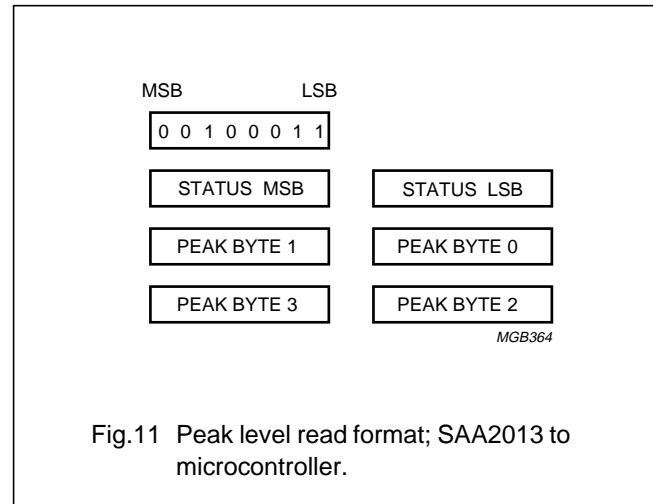 MSB LSB
0 0 1 0 0 0 1 1
STATUS MSB STATUS LSB
PEAK BYTE 1 PEAK BYTE 0
PEAK BYTE 3 PEAK BYTE 2
MGB364
Fig.11 Peak level read format; SAA2013 to
microcontroller.